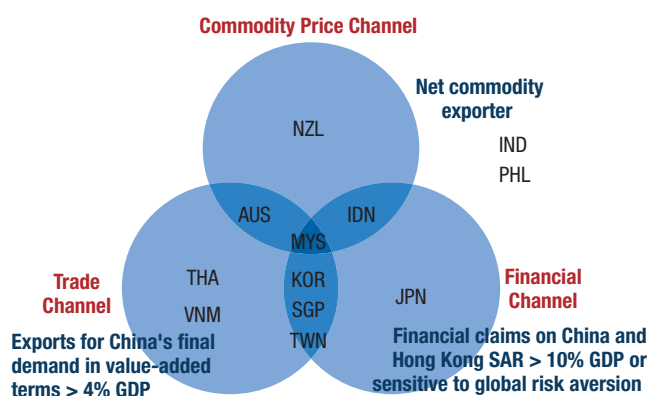 Commodity Price Channel
Net commodity
exporter
NZL
IND
PHL
AUS
IDN
MYS
Trade
Channel
THA
VNM
KOR
SGP
TWN
JPN
Financial
Channel
Exports for China's final
demand in value-added
terms > 4% GDP
Financial claims on China and
Hong Kong SAR > 10% GDP or
sensitive to global risk aversion